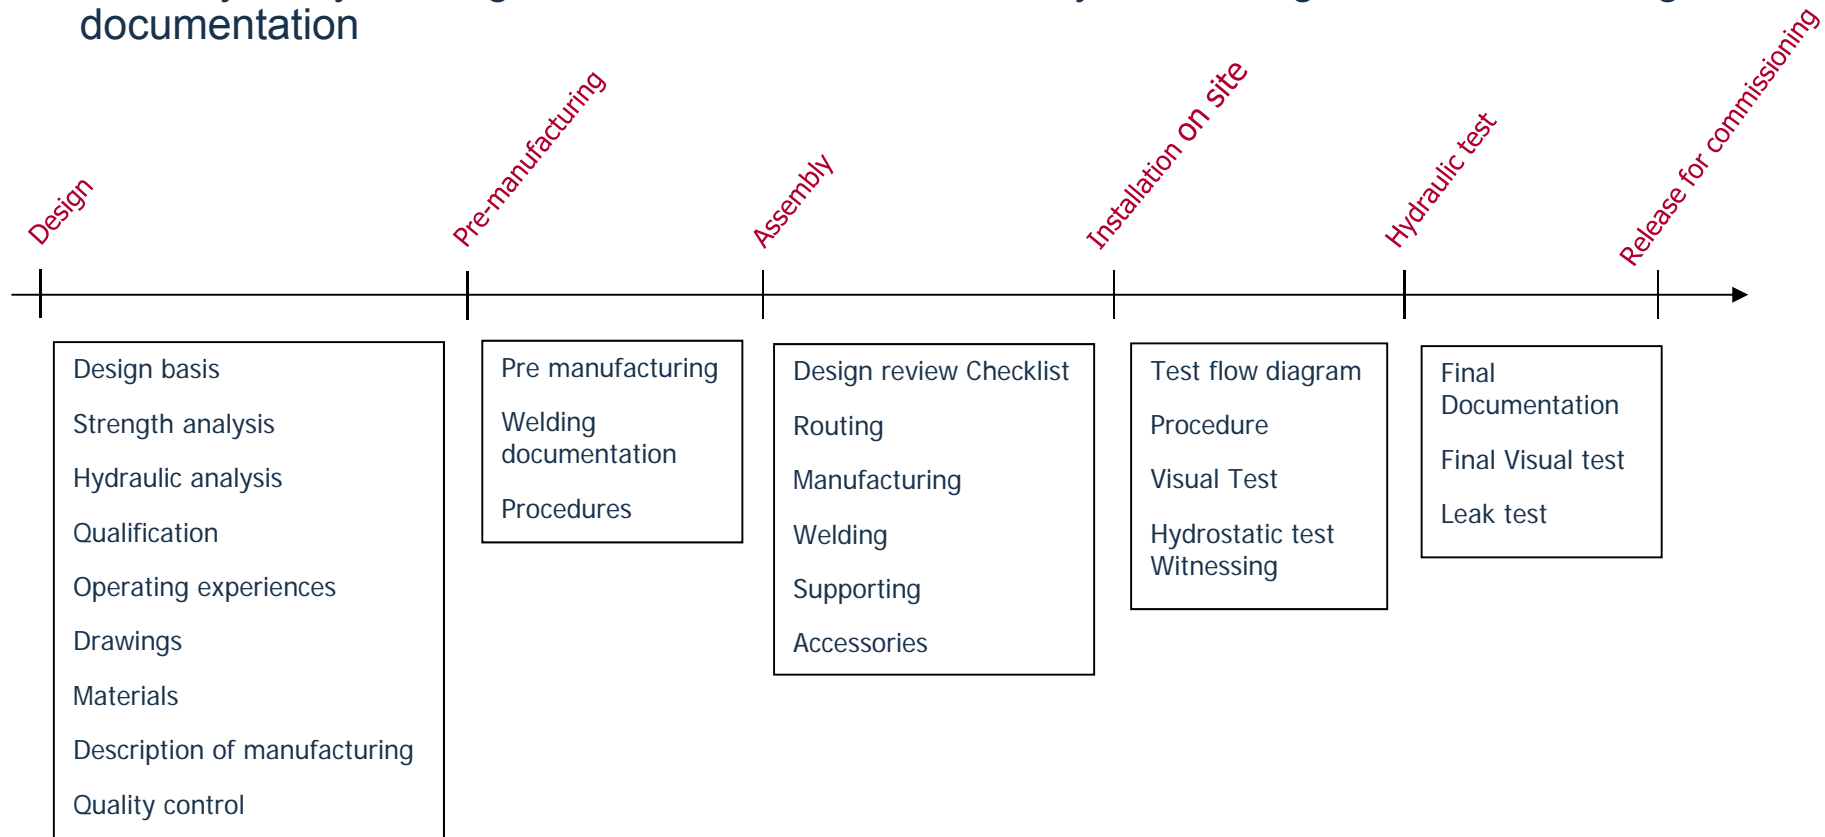 documentation
Design
Pre-manufacturing
Assembly
Installation on site
Hydraulic test
Release for commissioning
Design basis
Strength analysis
Hydraulic analysis
Qualification
Operating experiences
Drawings
Materials
Description of manufacturing
Quality control
Pre manufacturing
Welding
documentation
Procedures
Design review Checklist
Routing
Manufacturing
Welding
Supporting
Accessories
Test flow diagram
Procedure
Visual Test
Hydrostatic test
Witnessing
Final
Documentation
Final Visual test
Leak test